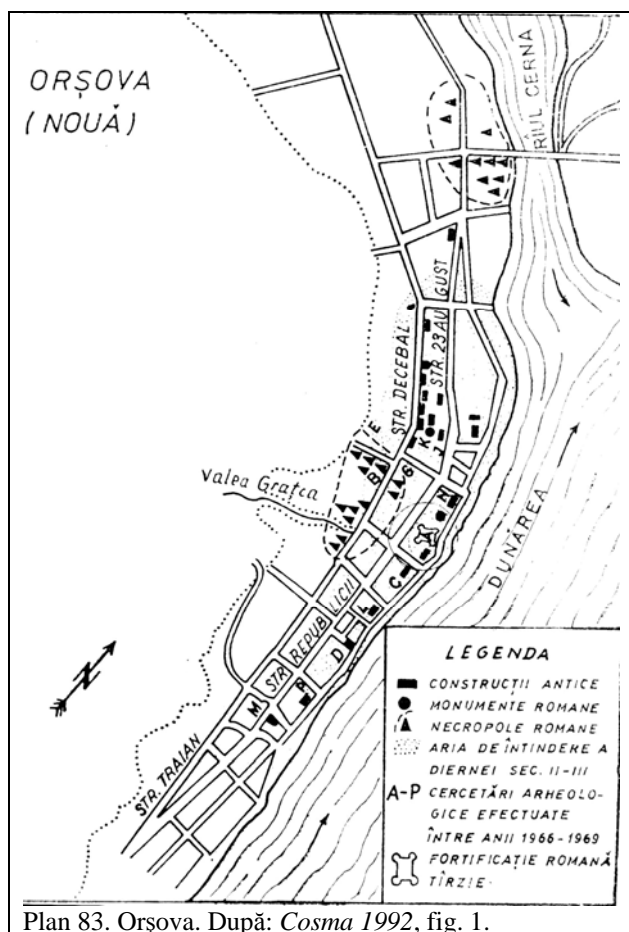 ORȘOVA
(NOUĂ)
RÎUL CERNA
STR. 23 AUGUST
STR. DECEBAL
E
K
J
I
B
G
Valea Grațca
N
A
C
L
D
DUNĂREA
STR. REPUBLICII
M
STR. TRAIAN
N
LEGENDA
CONSTRUCȚII ANTICE
MONUMENTE ROMANE
NECROPOLE ROMANE
ARIA DE ÎNTINDERE A
DIERNEI SEC. II-III
A-P CERCETĂRI ARHEOLO-
GICE EFECTUATE
ÎNTRE ANII 1966-1969
FORTIFICAȚIE ROMANĂ
TÎRZIE
Plan 83. Orșova. După: Cosma 1992, fig. 1.